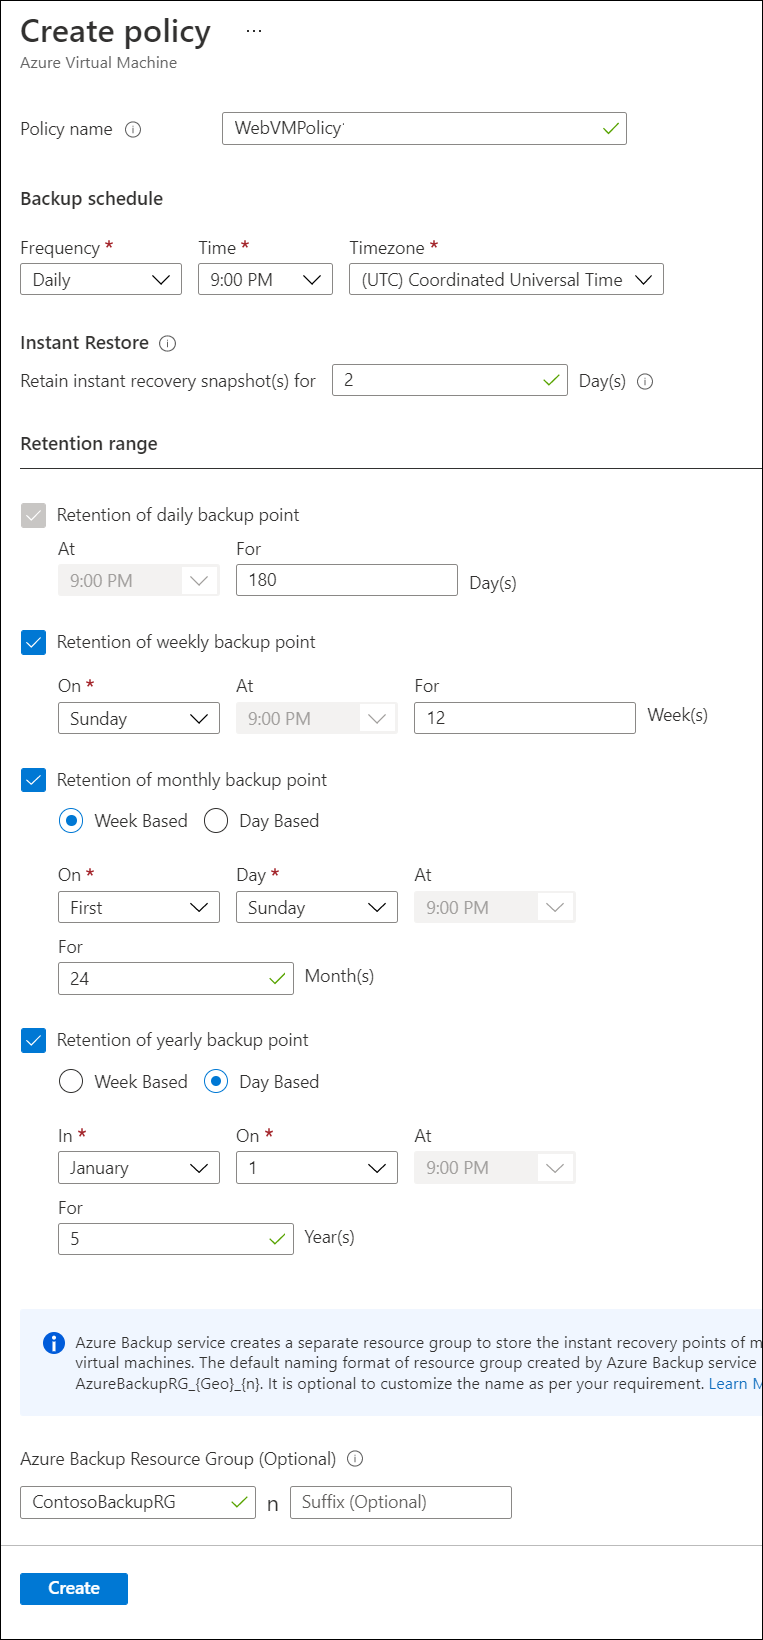 Create policy ...
Azure Virtual Machine
Policy name
WebVMPolicy
Backup schedule
Frequency * Time * Timezone *
Daily 9:00 PM (UTC) Coordinated Universal Time
Instant Restore
Retain instant recovery snapshot(s) for 2 Day(s)
Retention range
Retention of daily backup point
At For
9:00 PM 180 Day(s)
Retention of weekly backup point
On * At For
Sunday 9:00 PM 12 Week(s)
Retention of monthly backup point
Week Based Day Based
On * Day * At
First Sunday 9:00 PM
For
24 Month(s)
Retention of yearly backup point
Week Based Day Based
In * On * At
January 1 9:00 PM
For
5 Year(s)
Azure Backup service creates a separate resource group to store the instant recovery points of m
virtual machines. The default naming format of resource group created by Azure Backup service
AzureBackupRG_{Geo}_{n}. It is optional to customize the name as per your requirement. Learn M
Azure Backup Resource Group (Optional)
ContosoBackupRG n Suffix (Optional)
Create